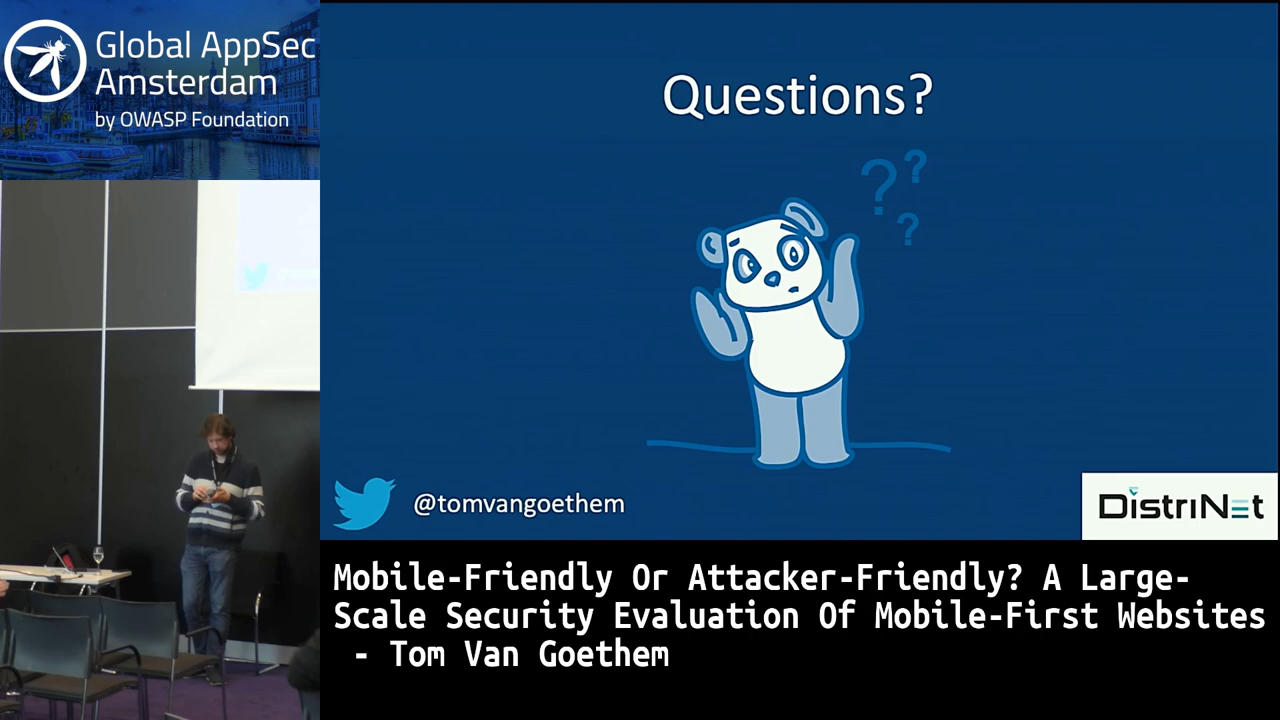 Global AppSec
Amsterdam
by OWASP Foundation
Questions?
? ?
?
@tomvangoethem
DistriNet
Mobile-Friendly Or Attacker-Friendly? A Large-
Scale Security Evaluation Of Mobile-First Websites
- Tom Van Goethem